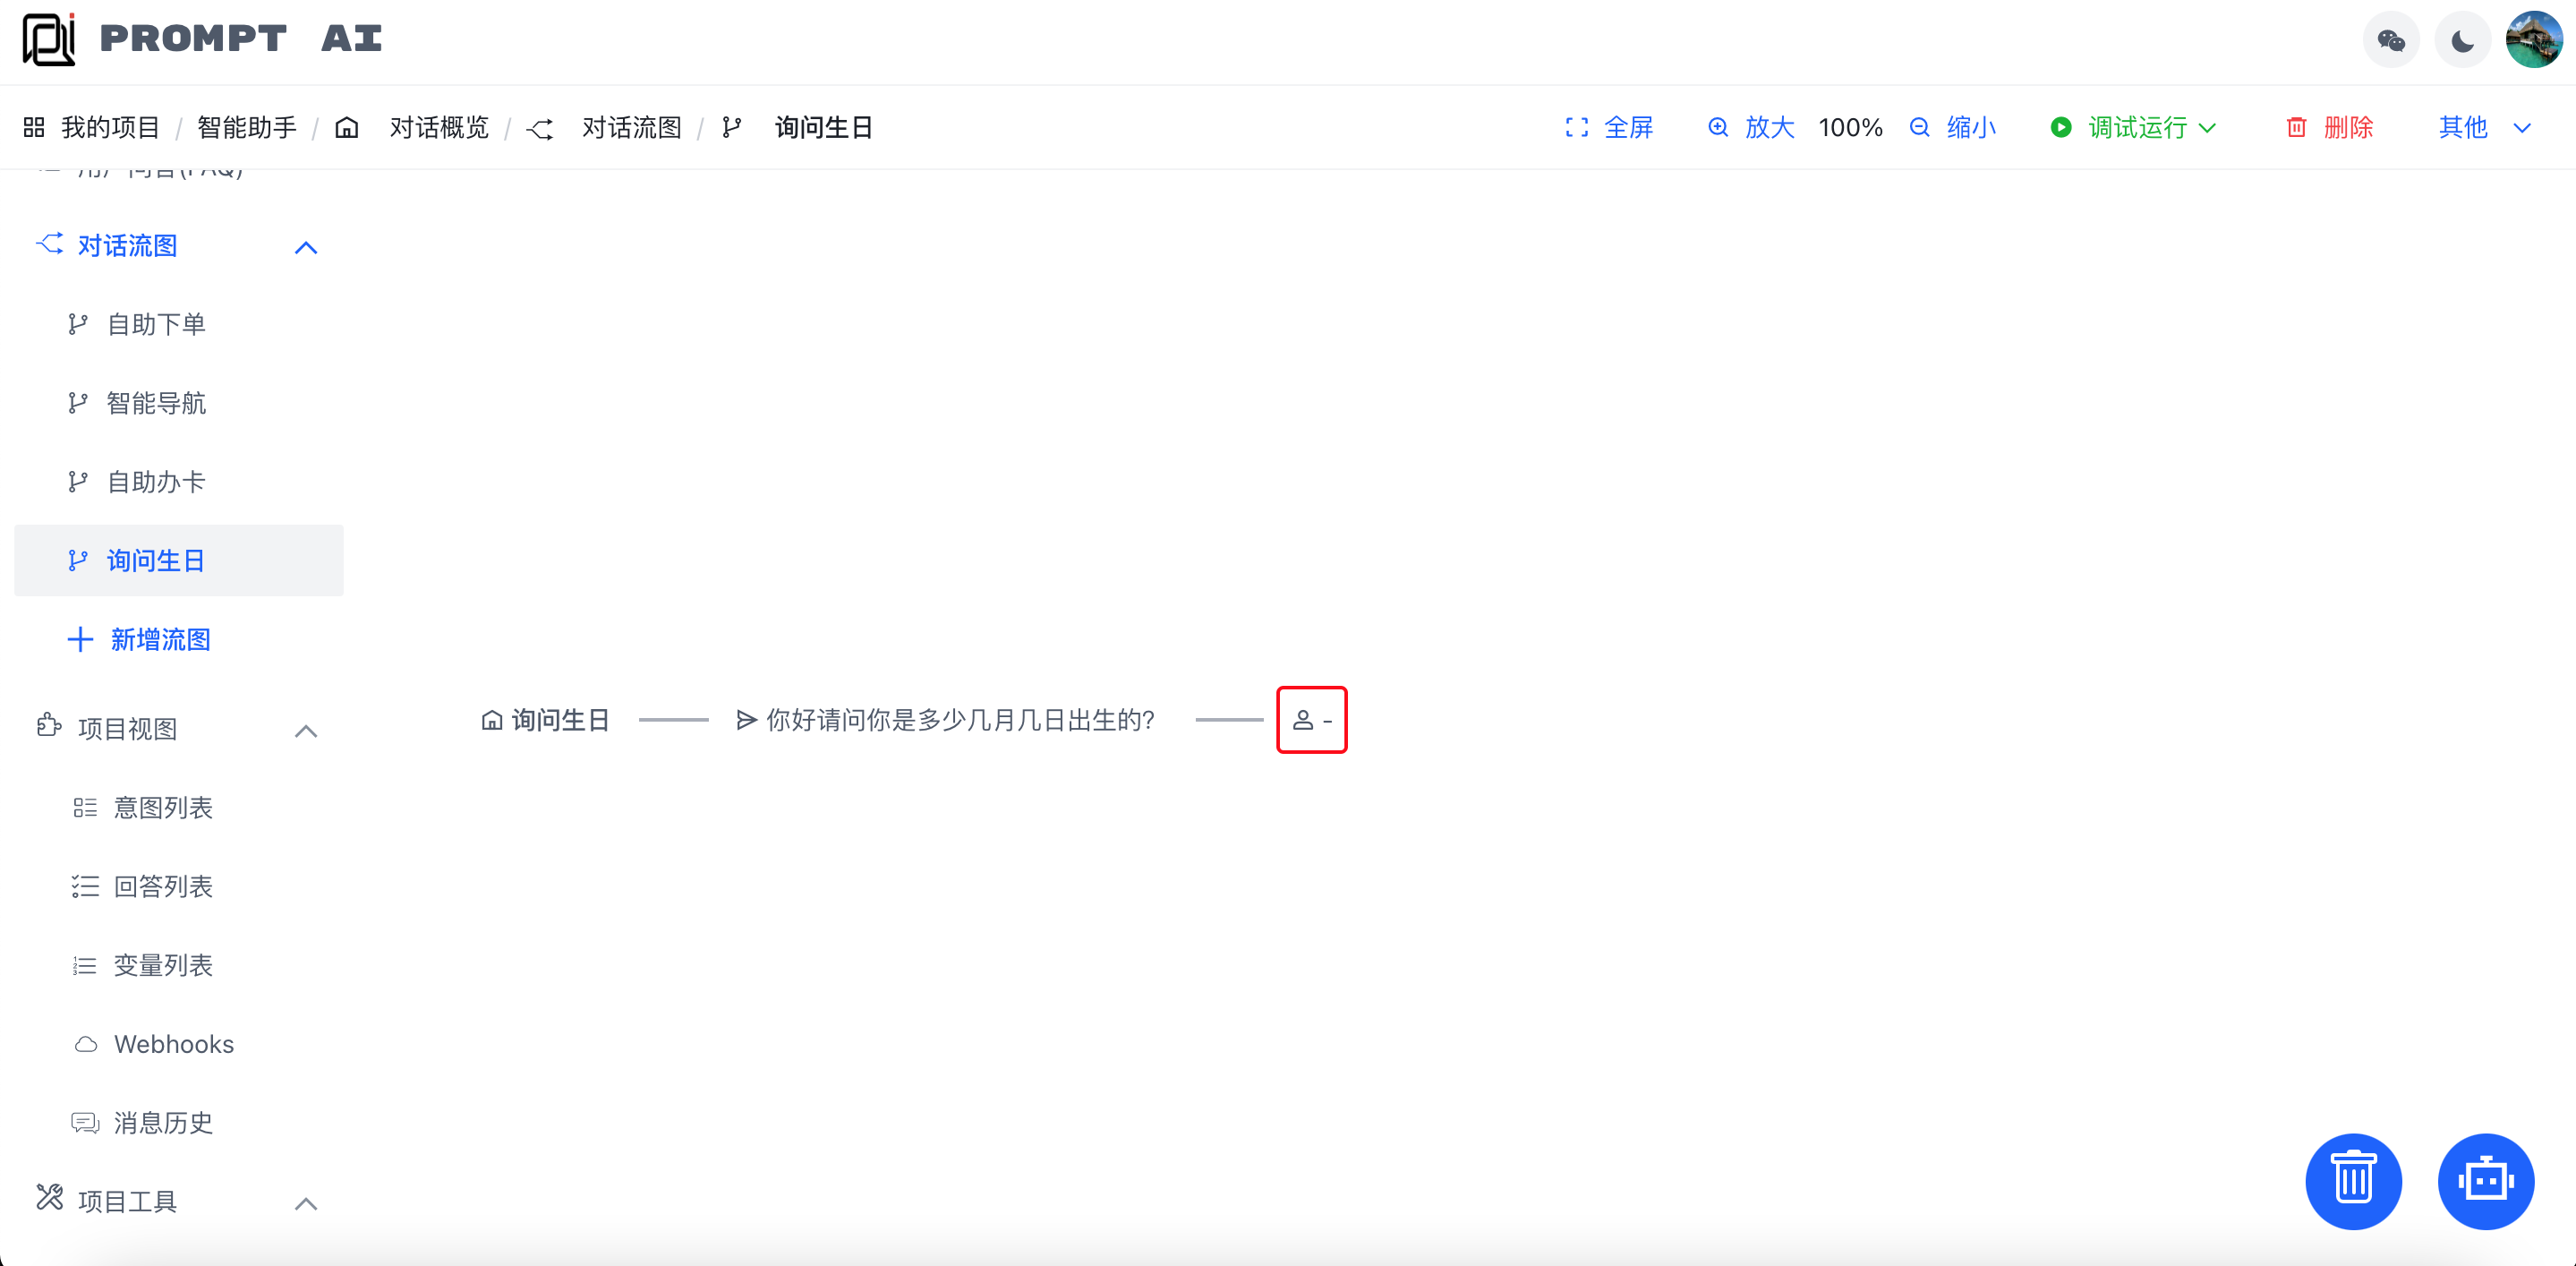 PROMPT AI
我的项目 / 智能助手 / 对话概览 / 对话流图 / 询问生日
全屏 放大 100% 缩小 调试运行 删除 其他
用户问答(FAQ)
对话流图
自助下单
智能导航
自助办卡
询问生日
新增流图
询问生日 你好请问你是多少几月几日出生的? -
项目视图
意图列表
回答列表
变量列表
Webhooks
消息历史
项目工具